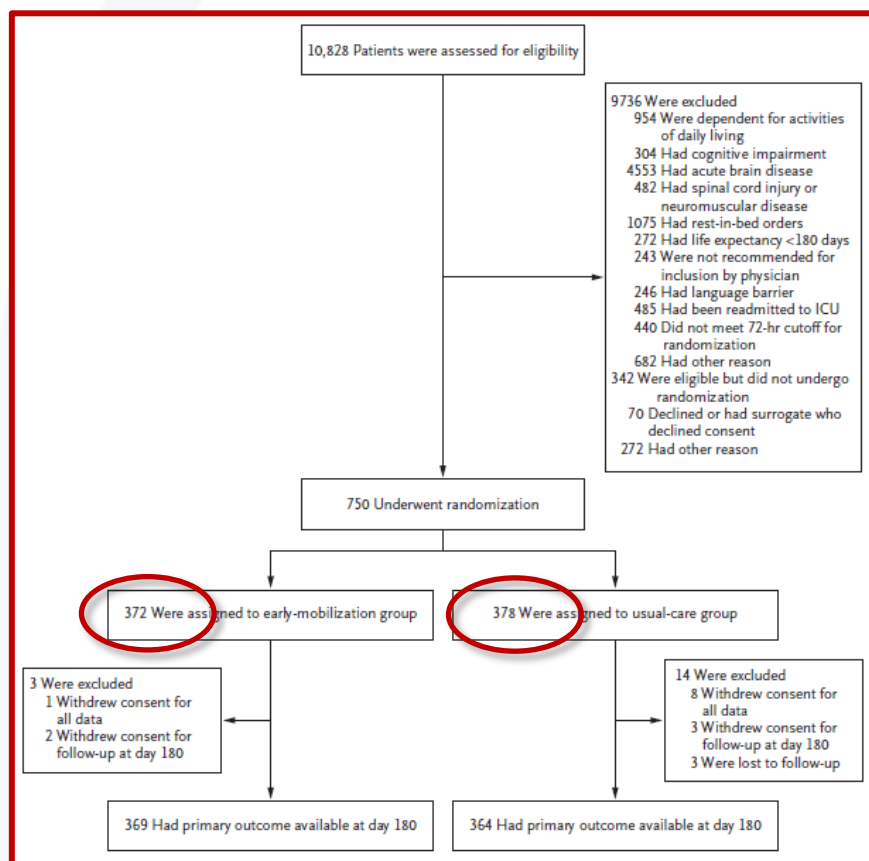 10,828 Patients were assessed for eligibility
9736 Were excluded
954 Were dependent for activities
of daily living
304 Had cognitive impairment
4553 Had acute brain disease
482 Had spinal cord injury or
neuromuscular disease
1075 Had rest-in-bed orders
272 Had life expectancy <180 days
243 Were not recommended for
inclusion by physician
246 Had language barrier
485 Had been readmitted to ICU
440 Did not meet 72-hr cutoff for
randomization
682 Had other reason
342 Were eligible but did not undergo
randomization
70 Declined or had surrogate who
declined consent
272 Had other reason
750 Underwent randomization
372 Were assigned to early-mobilization group
378 Were assigned to usual-care group
3 Were excluded
1 Withdrew consent for
all data
2 Withdrew consent for
follow-up at day 180
14 Were excluded
8 Withdrew consent for
all data
3 Withdrew consent for
follow-up at day 180
3 Were lost to follow-up
369 Had primary outcome available at day 180
364 Had primary outcome available at day 180